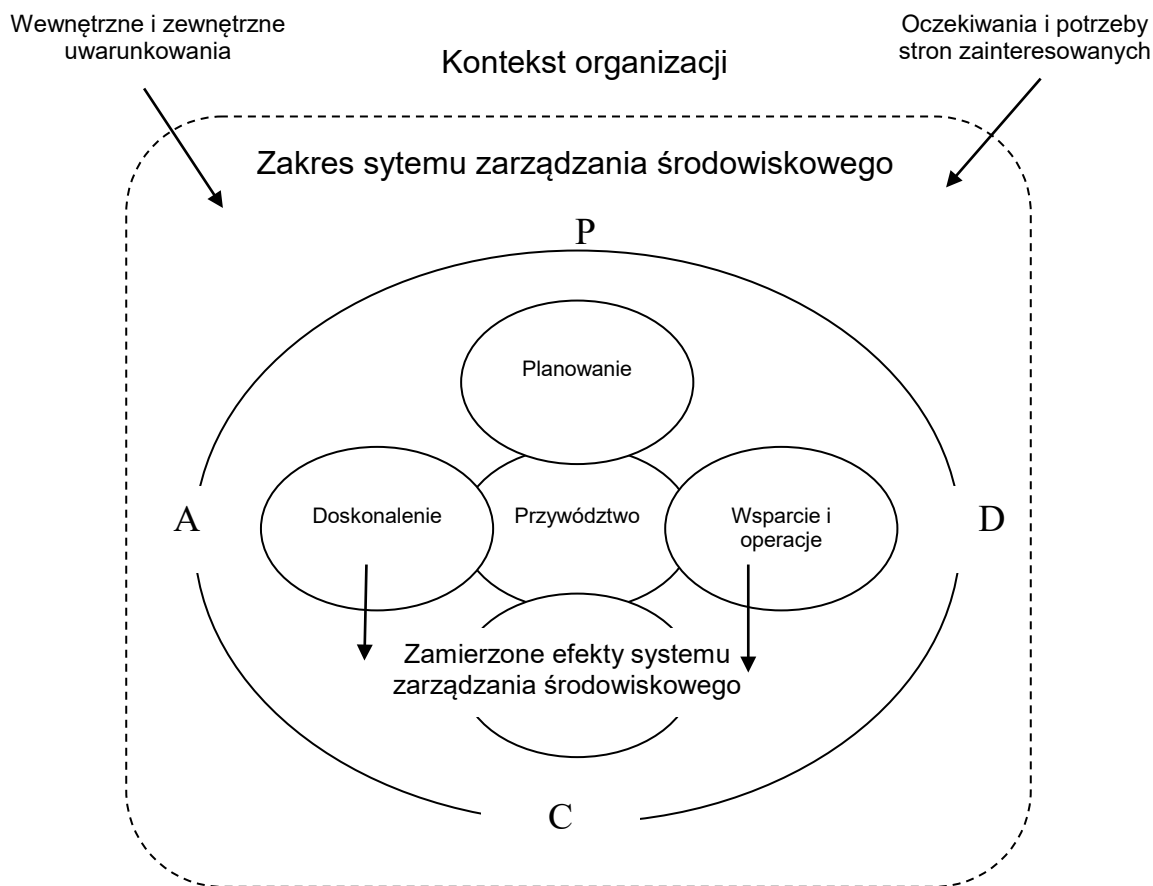 Wewnętrzne i zewnętrzne
uwarunkowania
Oczekiwania i potrzeby
stron zainteresowanych
Kontekst organizacji
Zakres sytemu zarządzania środowiskowego
P
Planowanie
A
Doskonalenie
Przywództwo
Wsparcie i
operacje
D
Zamierzone efekty systemu
zarządzania środowiskowego
C